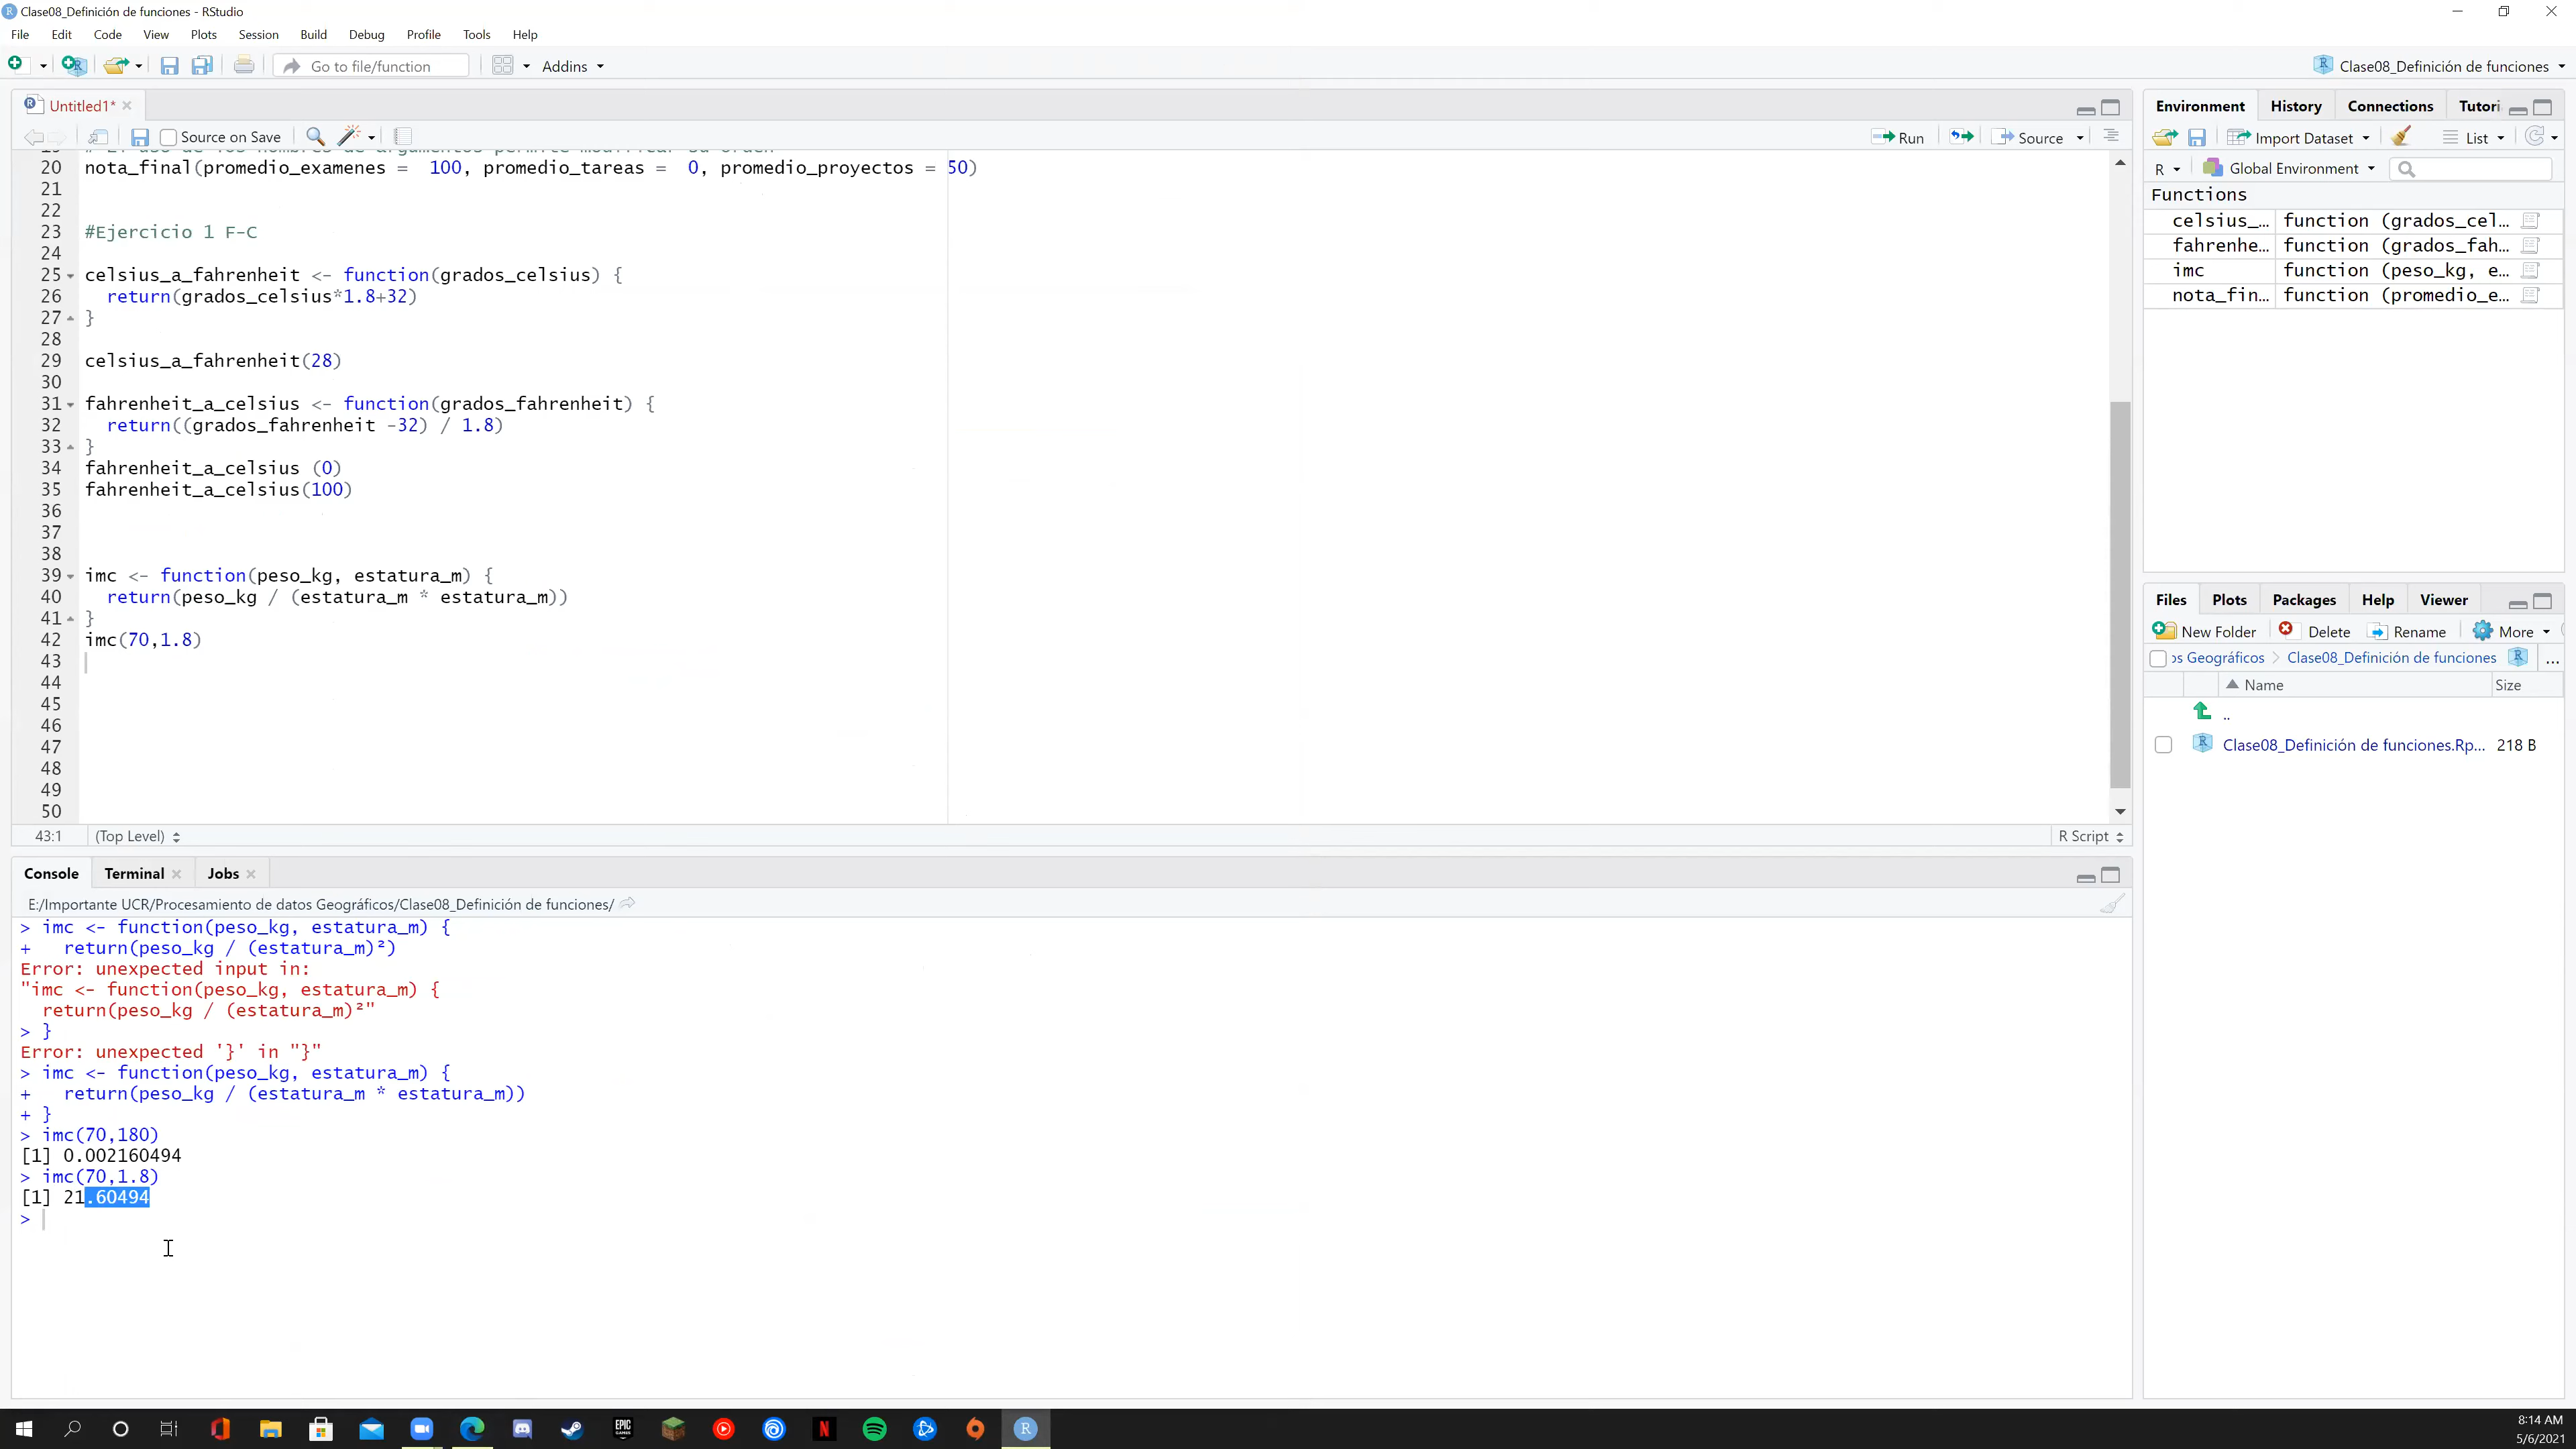 Clase08_Definición de funciones - RStudio
File Edit Code View Plots Session Build Debug Profile Tools Help
Go to file/function Addins Clase08_Definición de funciones
Untitled1*
Source on Save Run Source
20 nota_final(promedio_examenes =  100, promedio_tareas =  0, promedio_proyectos = 50)
21
22
23 #Ejercicio 1 F-C
24
25 celsius_a_fahrenheit <- function(grados_celsius) {
26   return(grados_celsius*1.8+32)
27 }
28
29 celsius_a_fahrenheit(28)
30
31 fahrenheit_a_celsius <- function(grados_fahrenheit) {
32   return((grados_fahrenheit -32) / 1.8)
33 }
34 fahrenheit_a_celsius (0)
35 fahrenheit_a_celsius(100)
36
37
38
39 imc <- function(peso_kg, estatura_m) {
40   return(peso_kg / (estatura_m * estatura_m))
41 }
42 imc(70,1.8)
43
44
45
46
47
48
49
50
43:1 (Top Level) R Script
Console Terminal Jobs
E:/Importante UCR/Procesamiento de datos Geográficos/Clase08_Definición de funciones/
> imc <- function(peso_kg, estatura_m) {
+   return(peso_kg / (estatura_m)²)
Error: unexpected input in:
"imc <- function(peso_kg, estatura_m) {
  return(peso_kg / (estatura_m)²"
> }
Error: unexpected '}' in "}"
> imc <- function(peso_kg, estatura_m) {
+   return(peso_kg / (estatura_m * estatura_m))
+ }
> imc(70,180)
[1] 0.002160494
> imc(70,1.8)
[1] 21.60494
>
Environment History Connections Tutori
Import Dataset List
R Global Environment
Functions
celsius_… function (grados_cel…
fahrenhe… function (grados_fah…
imc function (peso_kg, e…
nota_fin… function (promedio_e…
Files Plots Packages Help Viewer
New Folder Delete Rename More
os Geográficos > Clase08_Definición de funciones R ...
Name Size
..
Clase08_Definición de funciones.Rp... 218 B
EPIC GAMES N R
8:14 AM
5/6/2021